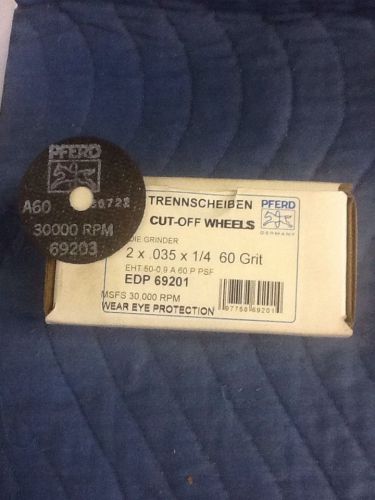 PFERD
A60
30000 RPM
69203
TRENNSCHEIBEN
PFERD
GERMANY
CUT-OFF WHEELS
DIE GRINDER
2 x .035 x 1/4 60 Grit
EHT 50-0,9 A 60 P PSF
EDP 69201
MSFS 30,000 RPM
WEAR EYE PROTECTION